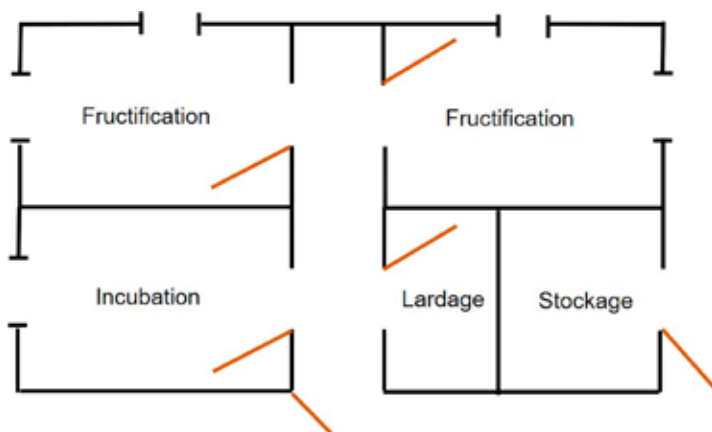 Fructification
Fructification
Incubation
Lardage
Stockage